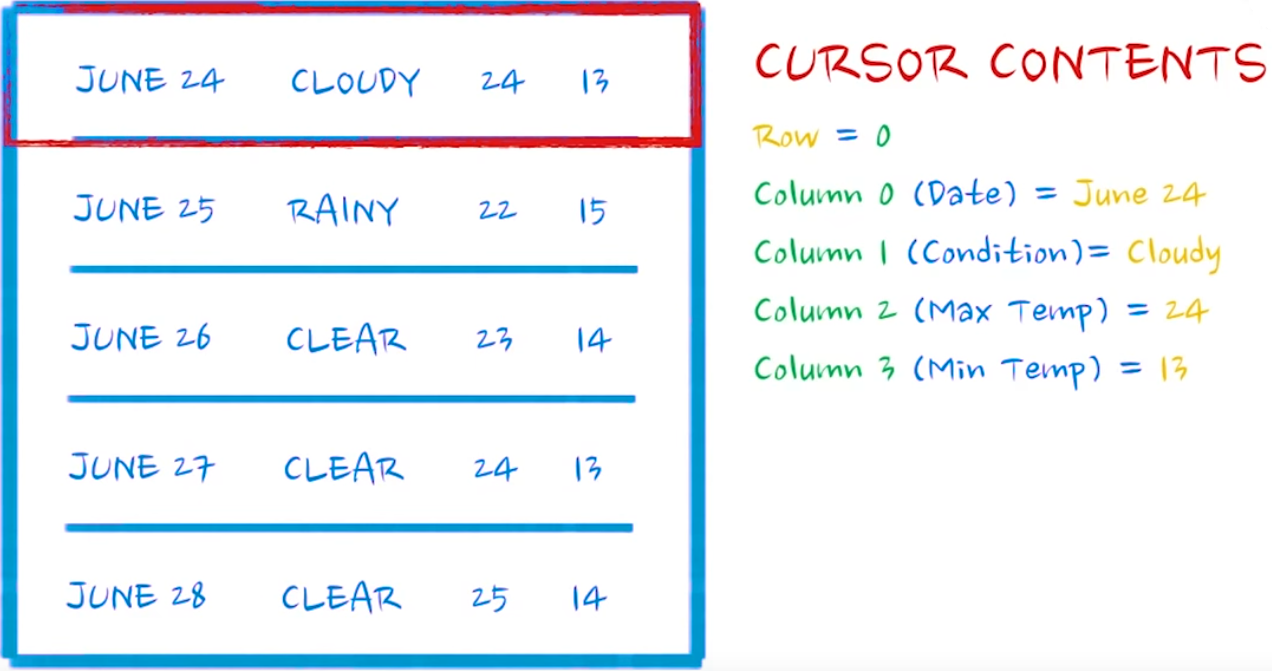 JUNE 24 CLOUDY 24 13
JUNE 25 RAINY 22 15
JUNE 26 CLEAR 23 14
JUNE 27 CLEAR 24 13
JUNE 28 CLEAR 25 14
CURSOR CONTENTS
Row = 0
Column 0 (Date) = June 24
Column 1 (Condition)= Cloudy
Column 2 (Max Temp) = 24
Column 3 (Min Temp) = 13